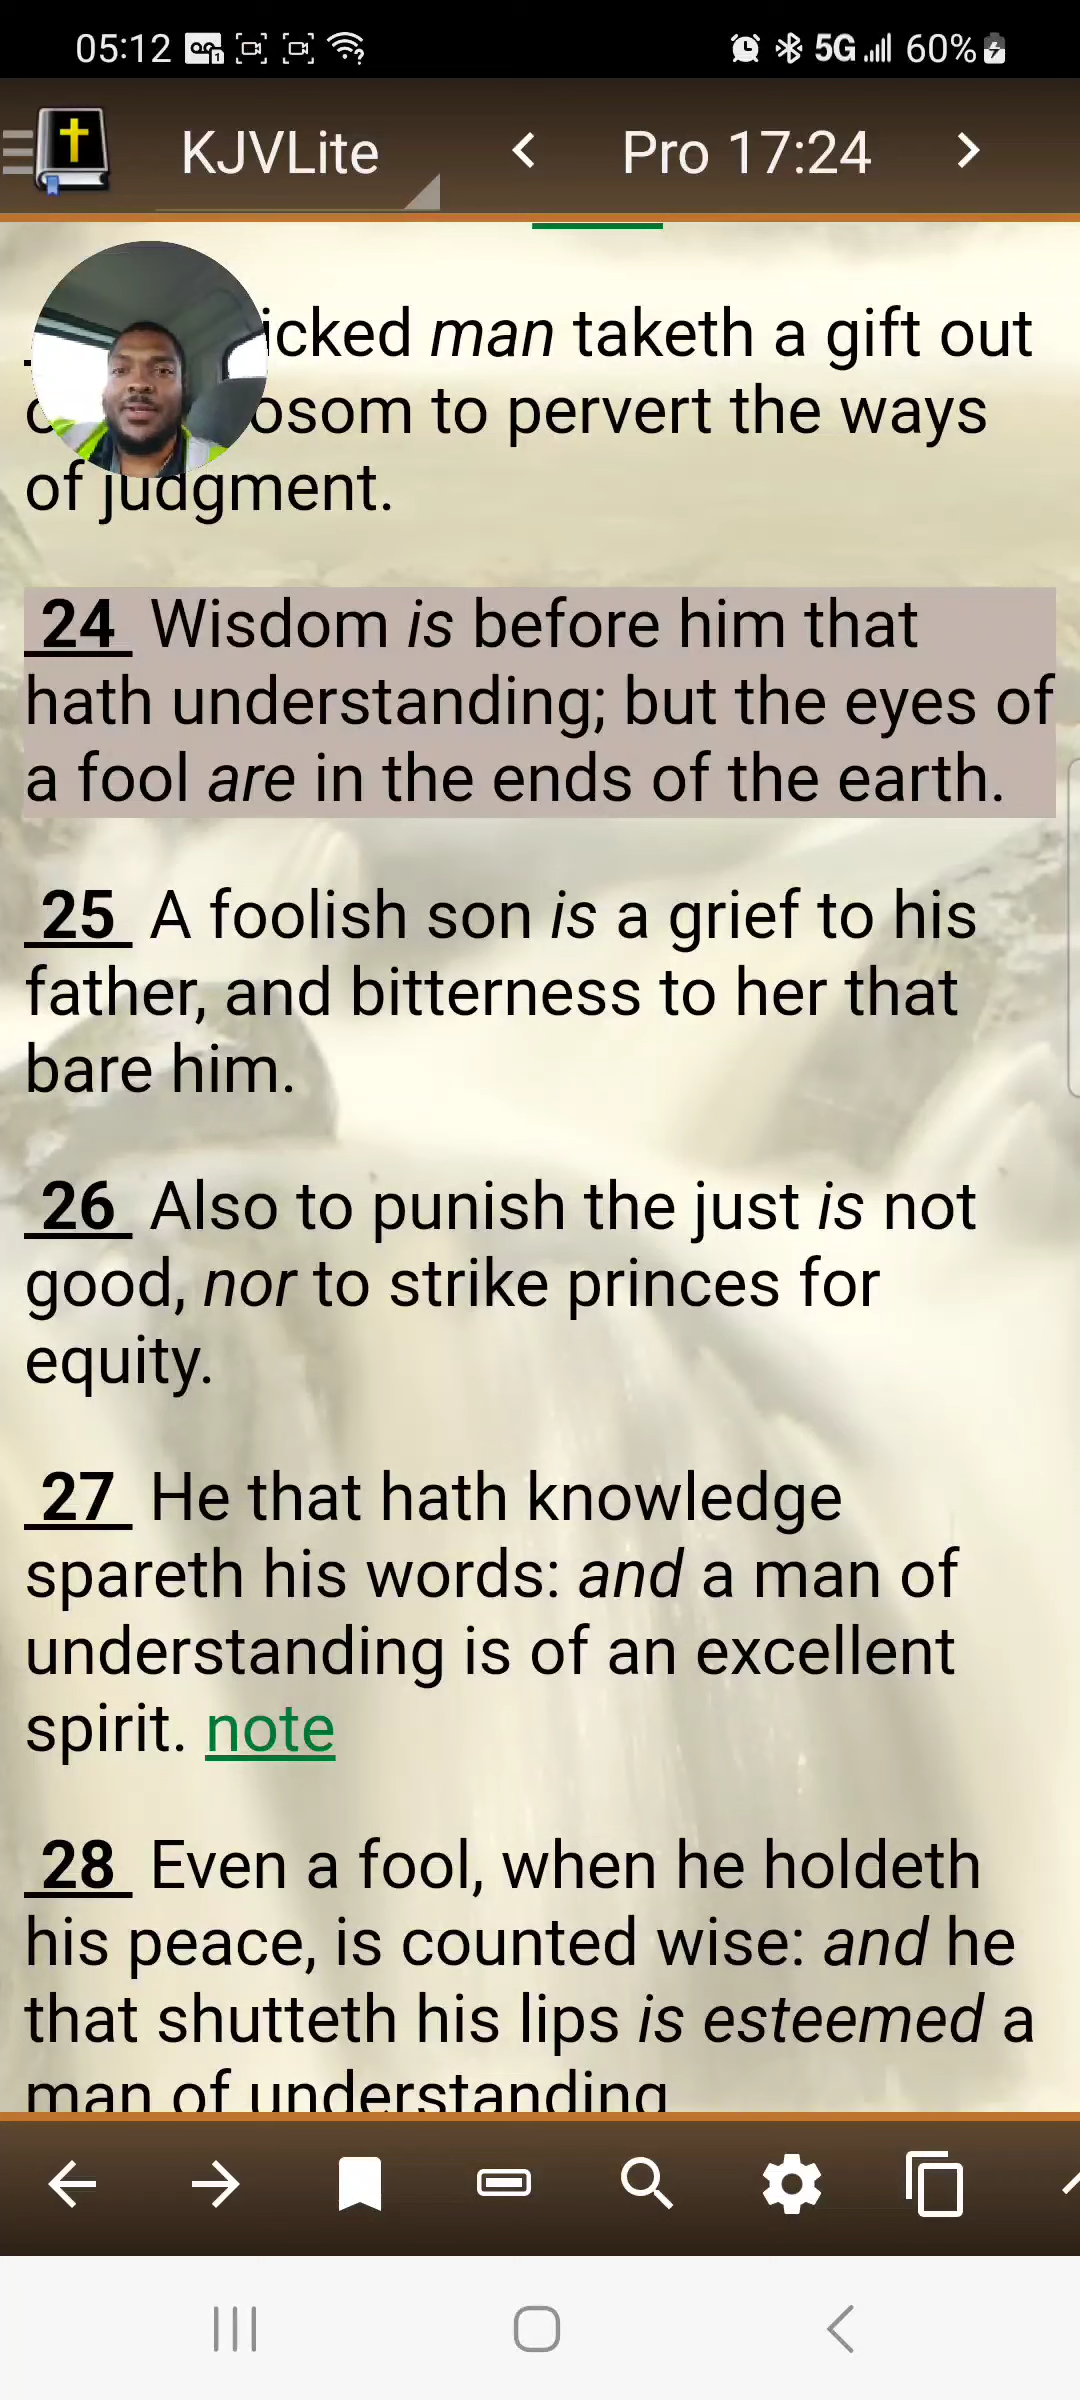 05:12 5G 60%
KJVLite Pro 17:24
icked man taketh a gift out
osom to pervert the ways
of judgment.
24 Wisdom is before him that
hath understanding; but the eyes of
a fool are in the ends of the earth.
25 A foolish son is a grief to his
father, and bitterness to her that
bare him.
26 Also to punish the just is not
good, nor to strike princes for
equity.
27 He that hath knowledge
spareth his words: and a man of
understanding is of an excellent
spirit. note
28 Even a fool, when he holdeth
his peace, is counted wise: and he
that shutteth his lips is esteemed a
man of understanding